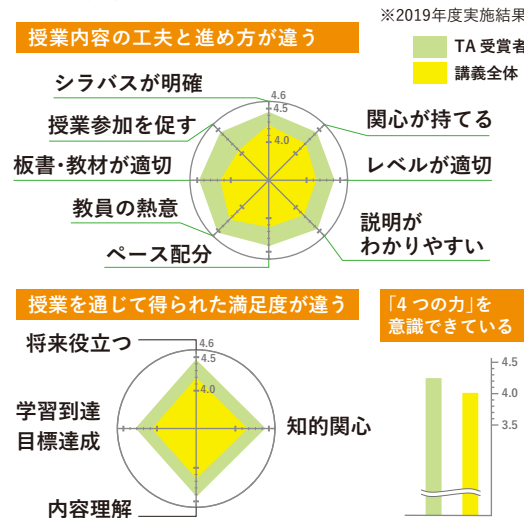 ※2019年度実施結果
授業内容の工夫と進め方が違う
TA 受賞者
講義全体
シラバスが明確
4.6
4.5
4.0
授業参加を促す
関心が持てる
板書・教材が適切
レベルが適切
教員の熱意
説明が
わかりやすい
ペース配分
授業を通じて得られた満足度が違う
「4 つの力」を
意識できている
将来役立つ
4.6
4.5
4.0
学習到達
目標達成
知的関心
内容理解
4.5
4.0
3.5